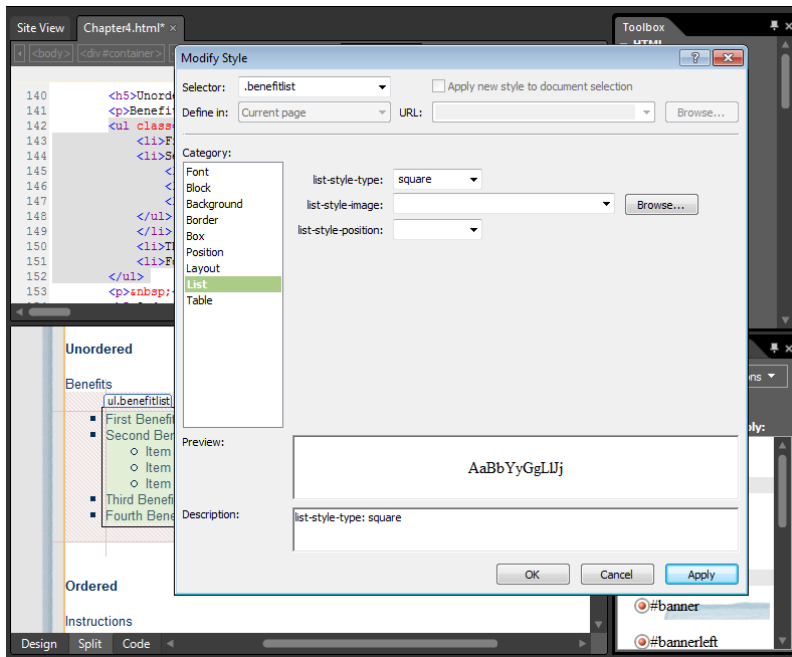 Site View
Chapter4.html* ×
Toolbox
<body> <div#container>
HTML
140 <h5>Unord
141 <p>Benefit
142 <ul class
143 <li>F
144 <li>Se
145 <
146 <
147 <
148 </ul>
149 </li>
150 <li>T
151 <li>F
152 </ul>
153 <p>&nbsp;
Modify Style
Selector: .benefitlist
Apply new style to document selection
Define in: Current page URL: Browse...
Category:
Font
Block
Background
Border
Box
Position
Layout
List
Table
list-style-type: square
list-style-image: Browse...
list-style-position:
Preview:
AaBbYyGgLlJj
Description:
list-style-type: square
OK Cancel Apply
Unordered
Benefits
ul.benefitlist
First Benefit
Second Ben
Item
Item
Item
Third Benefi
Fourth Bene
Ordered
Instructions
ns
ply:
#banner
#bannerleft
Design Split Code